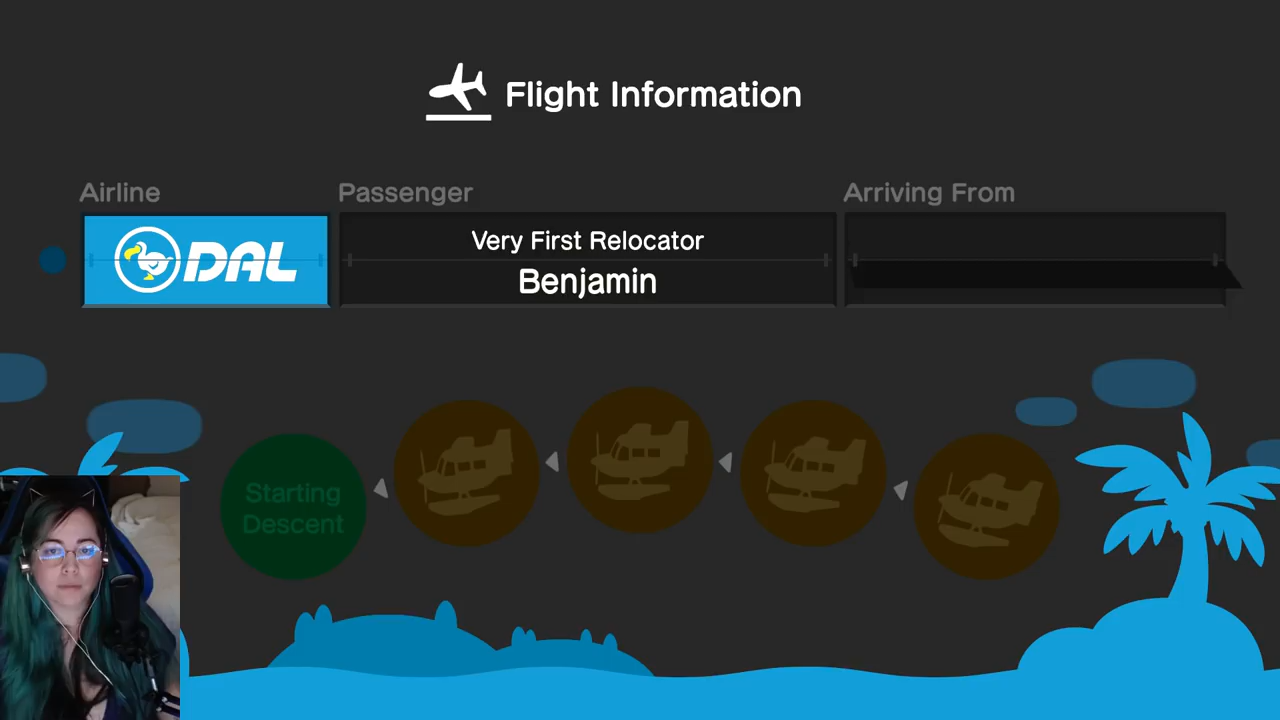 Flight Information
Airline
Passenger
Arriving From
DAL
Very First Relocator
Benjamin
Starting
Descent